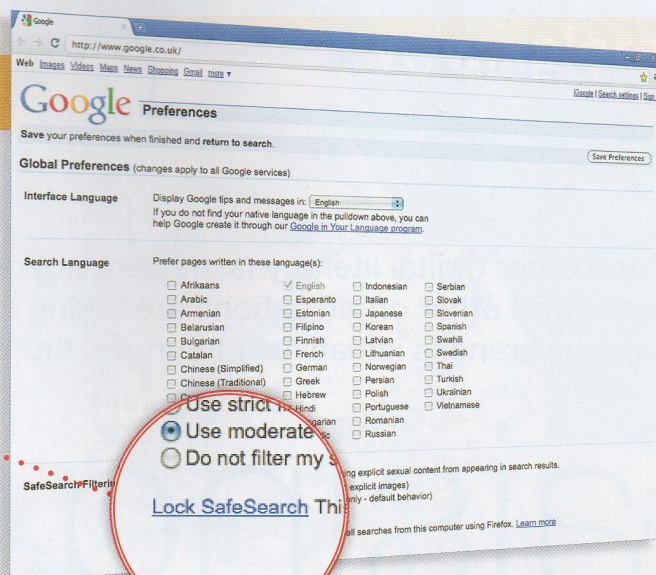 Google
http://www.google.co.uk/
Web Images Videos Maps News Shopping Gmail more ▼
iGoogle | Search settings | Sign
Google Preferences
Save your preferences when finished and return to search.
Save Preferences
Global Preferences (changes apply to all Google services)
Interface Language
Display Google tips and messages in: English
If you do not find your native language in the pulldown above, you can
help Google create it through our Google in Your Language program.
Search Language
Prefer pages written in these language(s):
Afrikaans English Indonesian Serbian
Arabic Esperanto Italian Slovak
Armenian Estonian Japanese Slovenian
Belarusian Filipino Korean Spanish
Bulgarian Finnish Latvian Swahili
Catalan French Lithuanian Swedish
Chinese (Simplified) German Norwegian Thai
Chinese (Traditional) Greek Persian Turkish
Hebrew Polish Ukrainian
Hindi Portuguese Vietnamese
garian Romanian
Russian
SafeSearch Filterin
Use strict
Use moderate
Do not filter my
Lock SafeSearch Thi
ing explicit sexual content from appearing in search results.
explicit images)
only - default behavior)
all searches from this computer using Firefox. Learn more